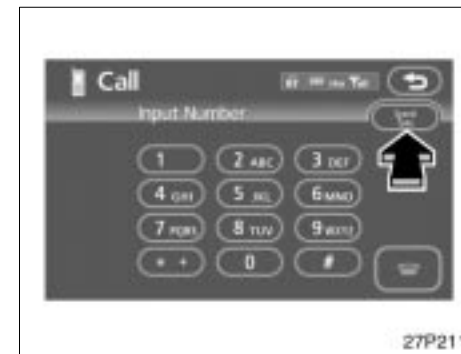 Call
Input Number
1 2 ABC 3 DEF
4 GHI 5 JKL 6 MNO
7 PQRS 8 TUV 9 WXYZ
* + 0 #
27P211